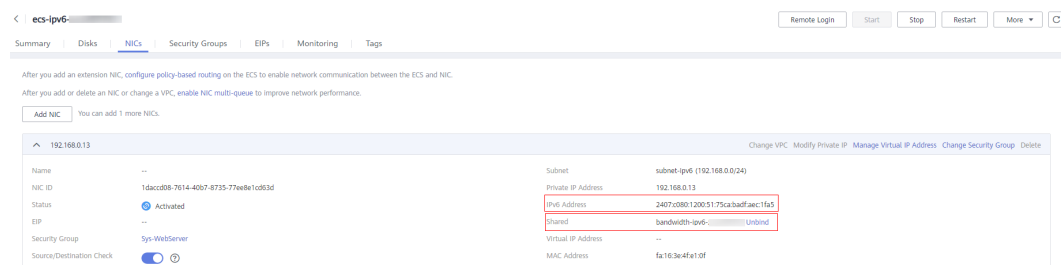 ecs-ipv6-
Remote Login Start Stop Restart More
Summary Disks NICs Security Groups EIPs Monitoring Tags
After you add an extension NIC, configure policy-based routing on the ECS to enable network communication between the ECS and NIC.
After you add or delete an NIC or change a VPC, enable NIC multi-queue to improve network performance.
Add NIC You can add 1 more NICs.
192.168.0.13 Change VPC Modify Private IP Manage Virtual IP Address Change Security Group Delete
Name -- Subnet subnet-ipv6 (192.168.0.0/24)
NIC ID 1daccd08-7614-40b7-8735-77ee8e1cd63d Private IP Address 192.168.0.13
Status Activated IPv6 Address 2407:c080:1200:51:75ca:badf:aec:1fa5
EIP -- Shared bandwidth-ipv6- Unbind
Security Group Sys-WebServer Virtual IP Address --
Source/Destination Check MAC Address fa:16:3e:4f:e1:0f